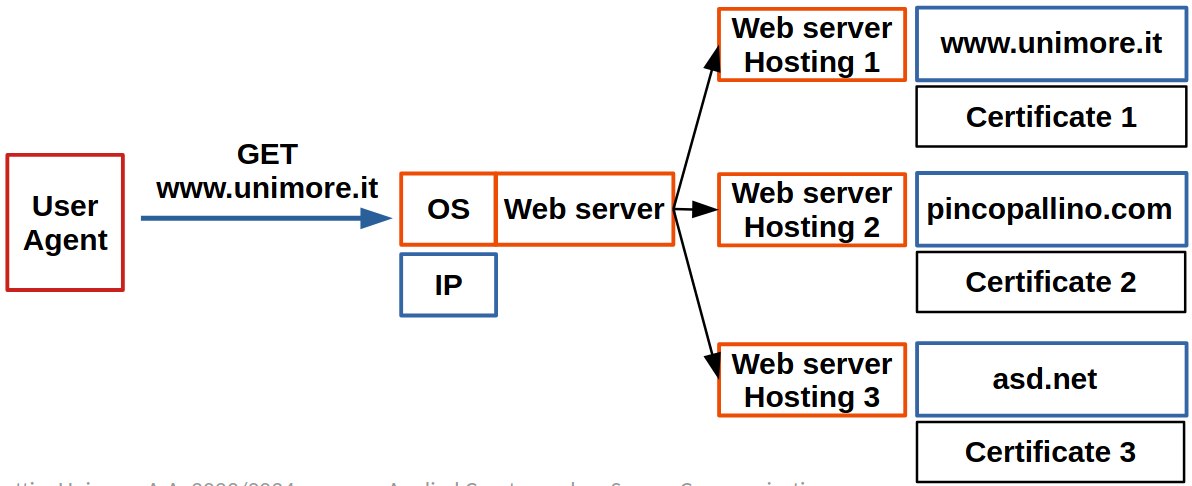 Web server
Hosting 1
www.unimore.it
Certificate 1
GET
www.unimore.it
User
Agent
OS
Web server
IP
Web server
Hosting 2
pincopallino.com
Certificate 2
Web server
Hosting 3
asd.net
Certificate 3